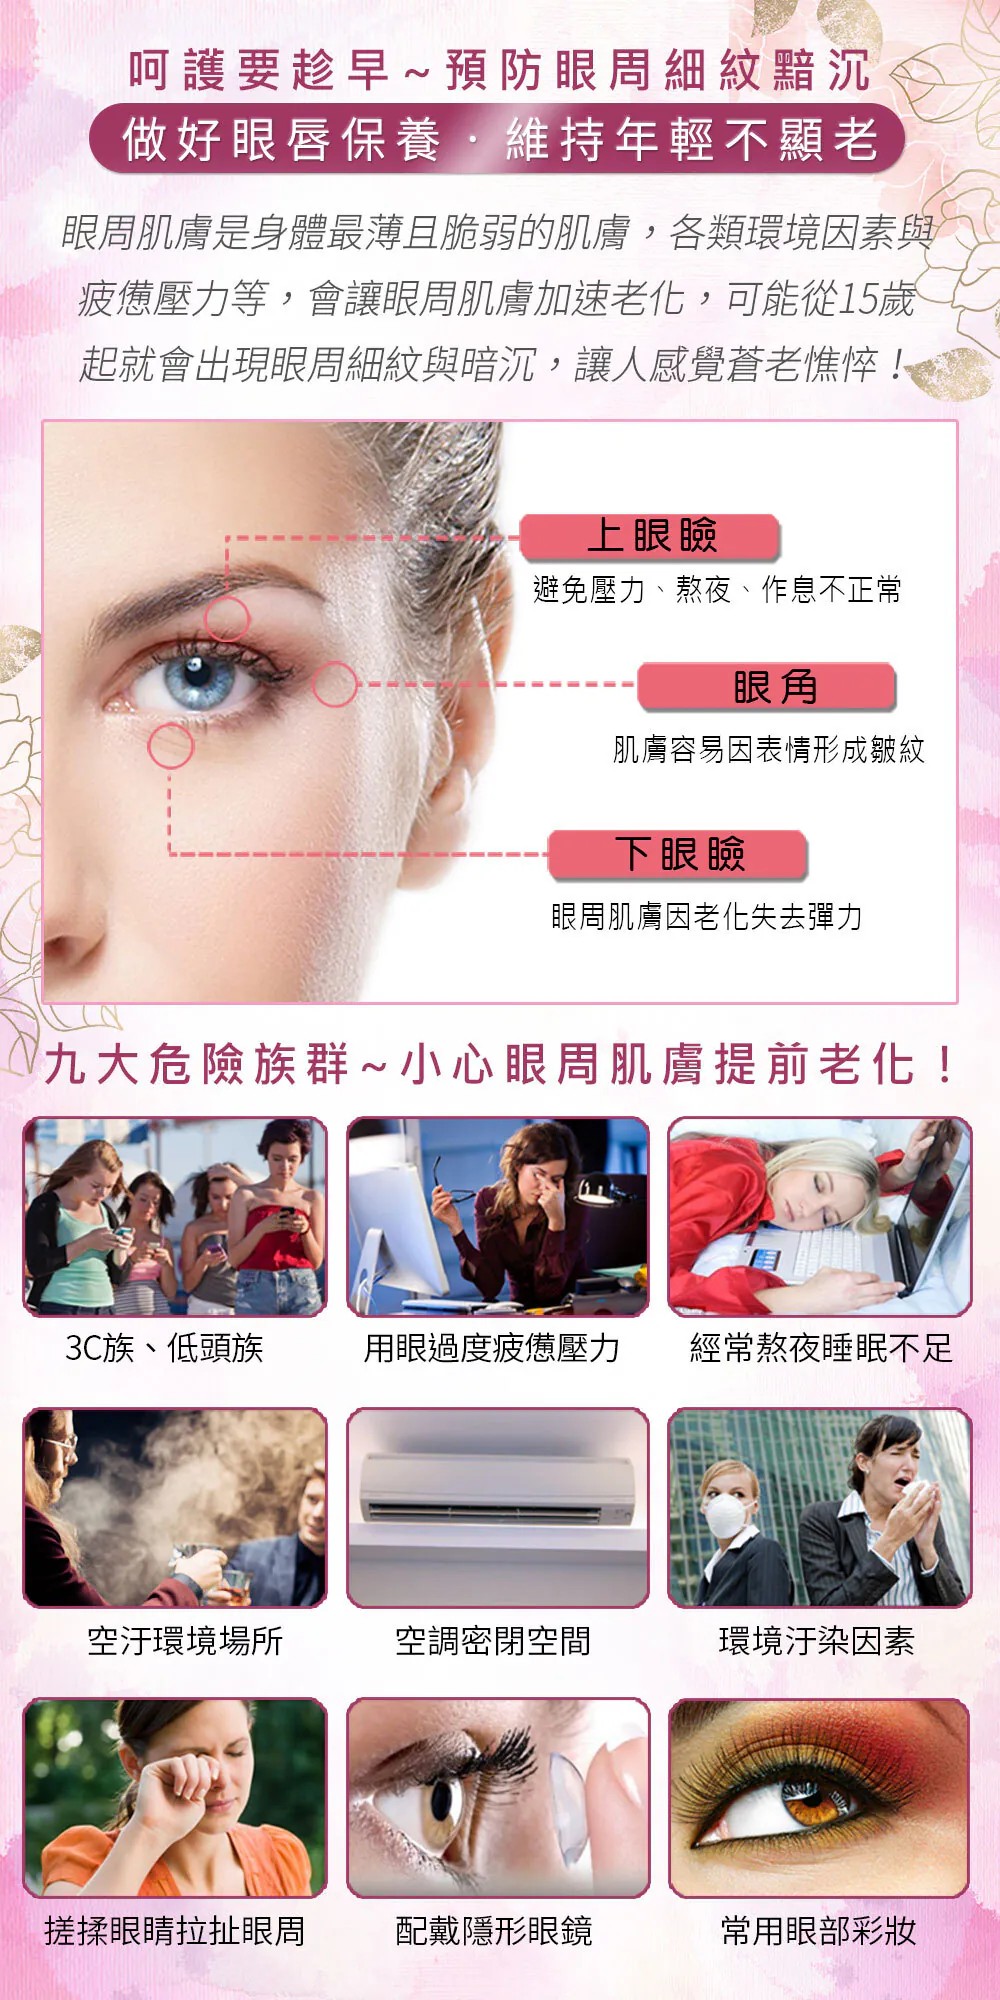 呵護要趁早~預防眼周細紋黯沉
做好眼唇保養·維持年輕不顯老
眼周肌膚是身體最薄且脆弱的肌膚，各類環境因素與
疲憊壓力等，會讓眼周肌膚加速老化，可能從15歲
起就會出現眼周細紋與暗沉，讓人感覺蒼老憔悴！
上眼瞼
避免壓力、熬夜、作息不正常
眼角
肌膚容易因表情形成皺紋
下眼瞼
眼周肌膚因老化失去彈力
九大危險族群~小心眼周肌膚提前老化！
3C族、低頭族
用眼過度疲憊壓力
經常熬夜睡眠不足
空汙環境場所
空調密閉空間
環境汙染因素
搓揉眼睛拉扯眼周
配戴隱形眼鏡
常用眼部彩妝